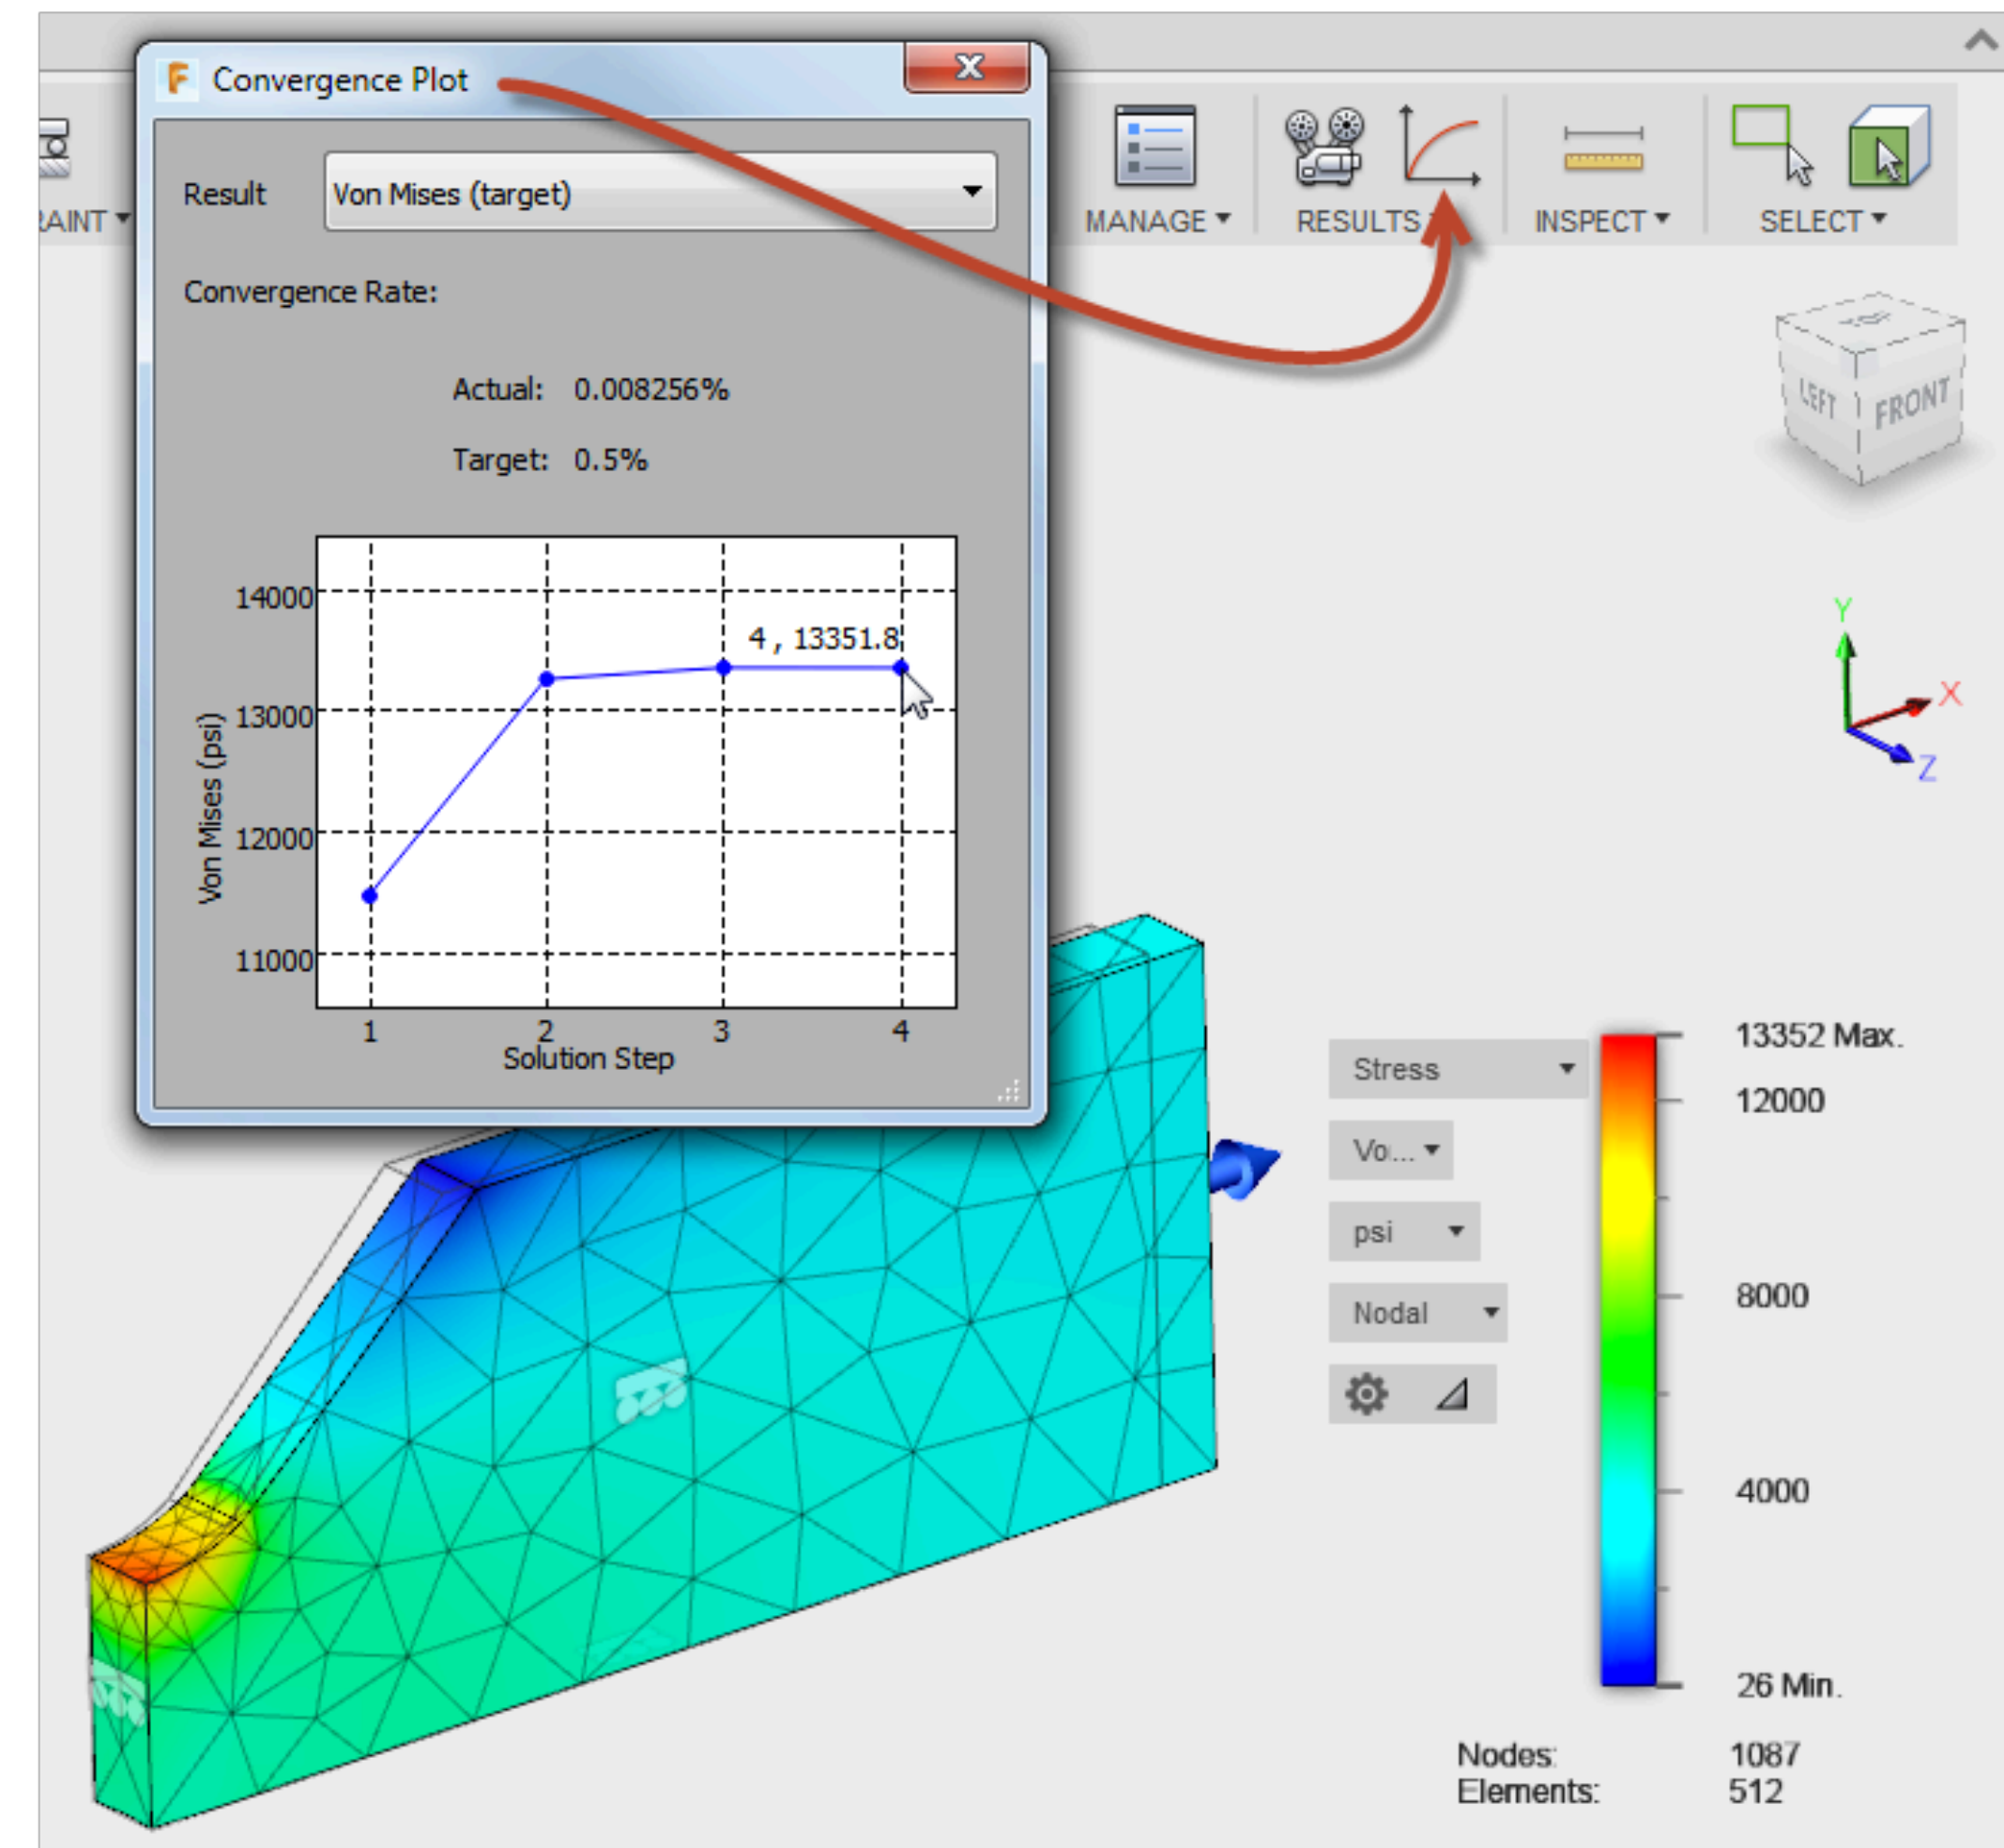 Convergence Plot
Result
Von Mises (target)
Convergence Rate:
Actual: 0.008256%
Target: 0.5%
14000
13000
12000
11000
Von Mises (psi)
4 , 13351.8
1 2 3 4
Solution Step
RAINT
MANAGE
RESULTS
INSPECT
SELECT
LEFT
FRONT
Y
X
Z
Stress
Vo...
psi
Nodal
13352 Max.
12000
8000
4000
26 Min.
Nodes: 1087
Elements: 512